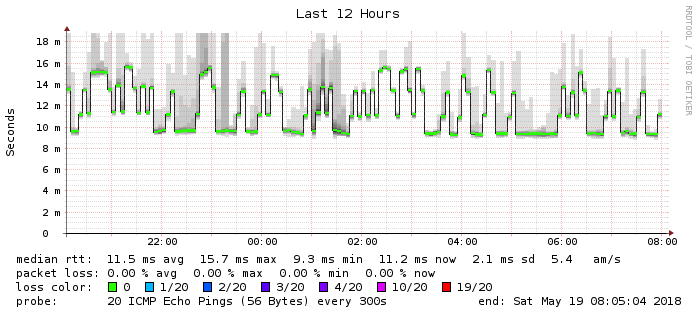 Last 12 Hours
RRDTOOL / TOBI OETIKER
Seconds
18 m
16 m
14 m
12 m
10 m
8 m
6 m
4 m
2 m
0
22:00 00:00 02:00 04:00 06:00 08:00
median rtt: 11.5 ms avg 15.7 ms max 9.3 ms min 11.2 ms now 2.1 ms sd 5.4 am/s
packet loss: 0.00 % avg 0.00 % max 0.00 % min 0.00 % now
loss color: 0 1/20 2/20 3/20 4/20 10/20 19/20
probe: 20 ICMP Echo Pings (56 Bytes) every 300s end: Sat May 19 08:05:04 2018